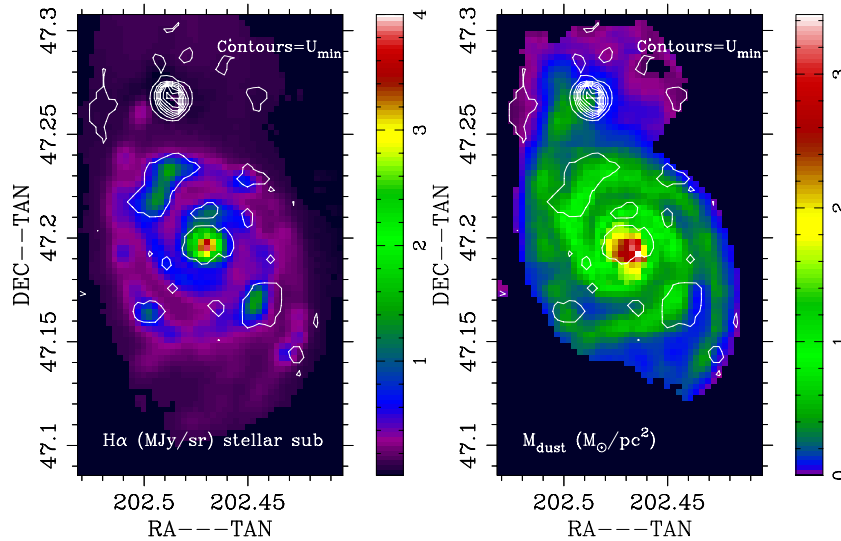 47.3
47.25
47.2
47.15
47.1
DEC---TAN
202.5
202.45
RA---TAN
Contours=U_min
Hα (MJy/sr) stellar sub
4
3
2
1
47.3
47.25
47.2
47.15
47.1
DEC---TAN
202.5
202.45
RA---TAN
Contours=U_min
M_dust (M_⊙/pc^2)
1
0